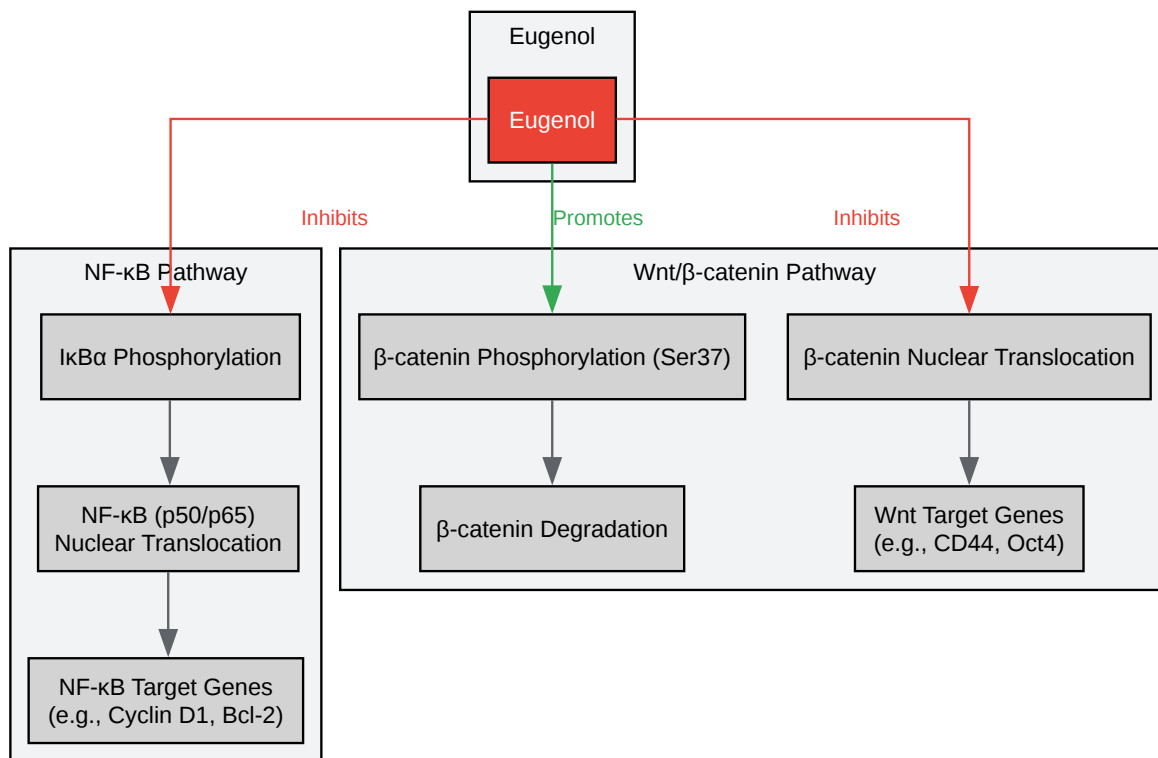 Eugenol
Eugenol
Inhibits
Promotes
Inhibits
NF-κB Pathway
Wnt/β-catenin Pathway
IκBα Phosphorylation
β-catenin Phosphorylation (Ser37)
β-catenin Nuclear Translocation
NF-κB (p50/p65)
Nuclear Translocation
β-catenin Degradation
Wnt Target Genes
(e.g., CD44, Oct4)
NF-κB Target Genes
(e.g., Cyclin D1, Bcl-2)